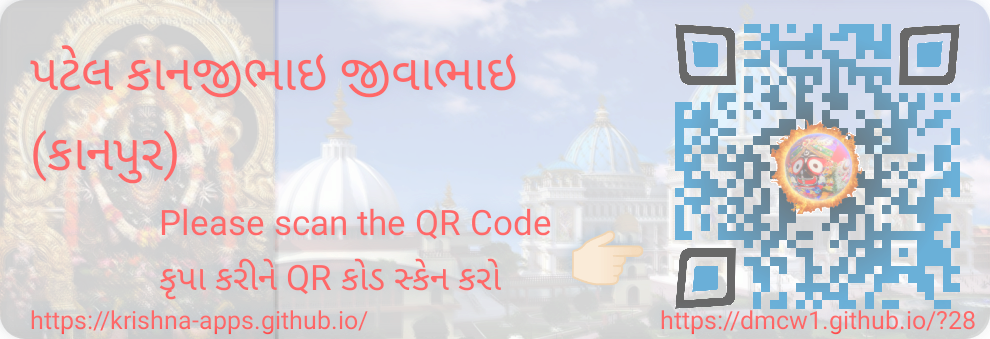 પટેલ કાનજીભાઇ જીવાભાઇ
(કાનપુર)
Please scan the QR Code
કૃપા કરીને QR કોડ સ્કેન કરો
https://krishna-apps.github.io/
https://dmcw1.github.io/?28